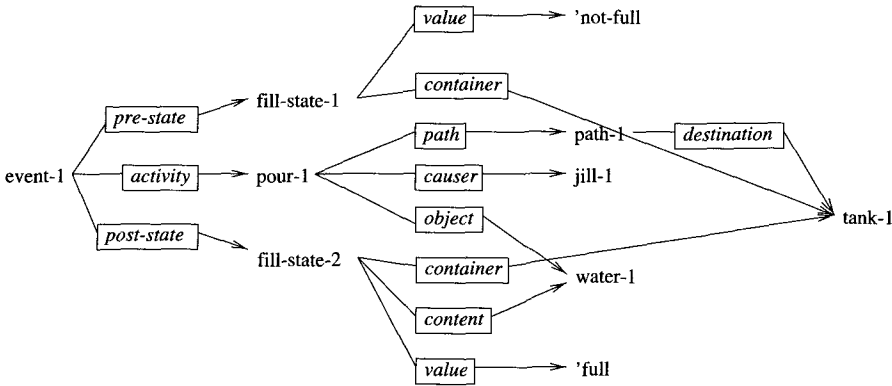 value
'not-full
fill-state-1
container
pre-state
path
path-1
destination
event-1
activity
pour-1
causer
jill-1
object
tank-1
post-state
fill-state-2
container
water-1
content
value
'full